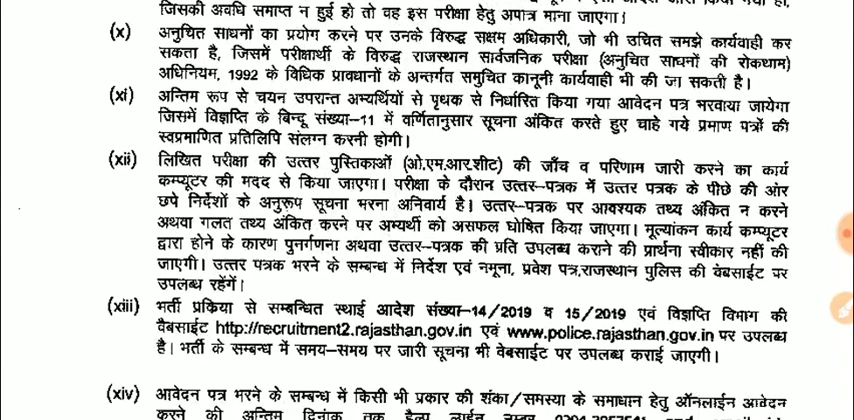 जिसकी अवधि समाप्त न हुई हो तो वह इस परीक्षा हेतु अपात्र माना जाएगा।
(x) अनुचित साधनों का प्रयोग करने पर उनके विरुद्ध सक्षम अधिकारी, जो भी उचित समझे कार्यवाही कर
सकता है, जिसमें परीक्षार्थी के विरुद्ध राजस्थान सार्वजनिक परीक्षा (अनुचित साधनों की रोकथाम)
अधिनियम, 1992 के विधिक प्रावधानों के अन्तर्गत समुचित कानूनी कार्यवाही भी की जा सकती है।
(xi) अन्तिम रूप से चयन उपरान्त अभ्यर्थियों से पृथक से निर्धारित किया गया आवेदन पत्र भरवाया जायेगा
जिसमें विज्ञप्ति के बिन्दू संख्या–11 में वर्णितानुसार सूचना अंकित करते हुए चाहे गये प्रमाण पत्रों की
स्वप्रमाणित प्रतिलिपि संलग्न करनी होगी।
(xii) लिखित परीक्षा की उत्तर पुस्तिकाओं (ओ.एम.आर.शीट) की जाँच व परिणाम जारी करने का कार्य
कम्प्यूटर की मदद से किया जाएगा। परीक्षा के दौरान उत्तर–पत्रक में उत्तर पत्रक के पीछे की ओर
छपे निर्देशों के अनुरूप सूचना भरना अनिवार्य है। उत्तर–पत्रक पर आवश्यक तथ्य अंकित न करने
अथवा गलत तथ्य अंकित करने पर अभ्यर्थी को असफल घोषित किया जाएगा। मूल्यांकन कार्य कम्प्यूटर
द्वारा होने के कारण पुनर्गणना अथवा उत्तर–पत्रक की प्रति उपलब्ध कराने की प्रार्थना स्वीकार नहीं की
जाएगी। उत्तर पत्रक भरने के सम्बन्ध में निर्देश एवं नमूना, प्रवेश पत्र,राजस्थान पुलिस की वेबसाईट पर
उपलब्ध रहेंगें।
(xiii) भर्ती प्रक्रिया से सम्बन्धित स्थाई आदेश संख्या–14/2019 व 15/2019 एवं विज्ञप्ति विभाग की
वैबसाईट http://recruitment2.rajasthan.gov.in एवं www.police.rajasthan.gov.in पर उपलब्ध
है। भर्ती के सम्बन्ध में समय–समय पर जारी सूचना भी वेबसाईट पर उपलब्ध कराई जाएगी।
(xiv) आवेदन पत्र भरने के सम्बन्ध में किसी भी प्रकार की शंका/समस्या के समाधान हेतु ऑनलाईन आवेदन
करने की अन्तिम दिनांक तक हैल्प लाईन नम्बर